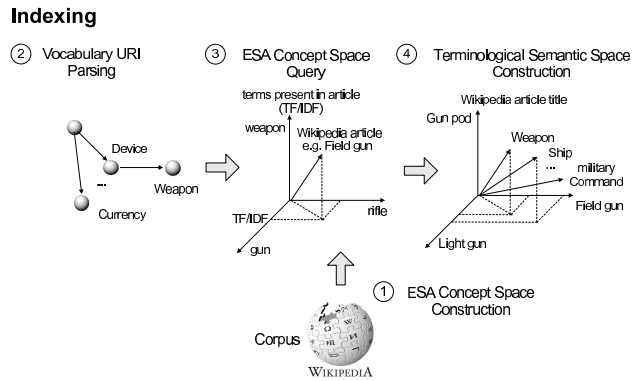 Indexing
2 Vocabulary URI
Parsing
3 ESA Concept Space
Query
4 Terminological Semantic Space
Construction
Device
...
Weapon
Currency
terms present in article
(TF/IDF)
weapon
Wikipedia article
e.g. Field gun
TF/IDF
rifle
gun
Wikipedia article title
Gun pod
Weapon
Ship
...
military
Command
Field gun
Light gun
1 ESA Concept Space
Construction
Corpus
WIKIPEDIA